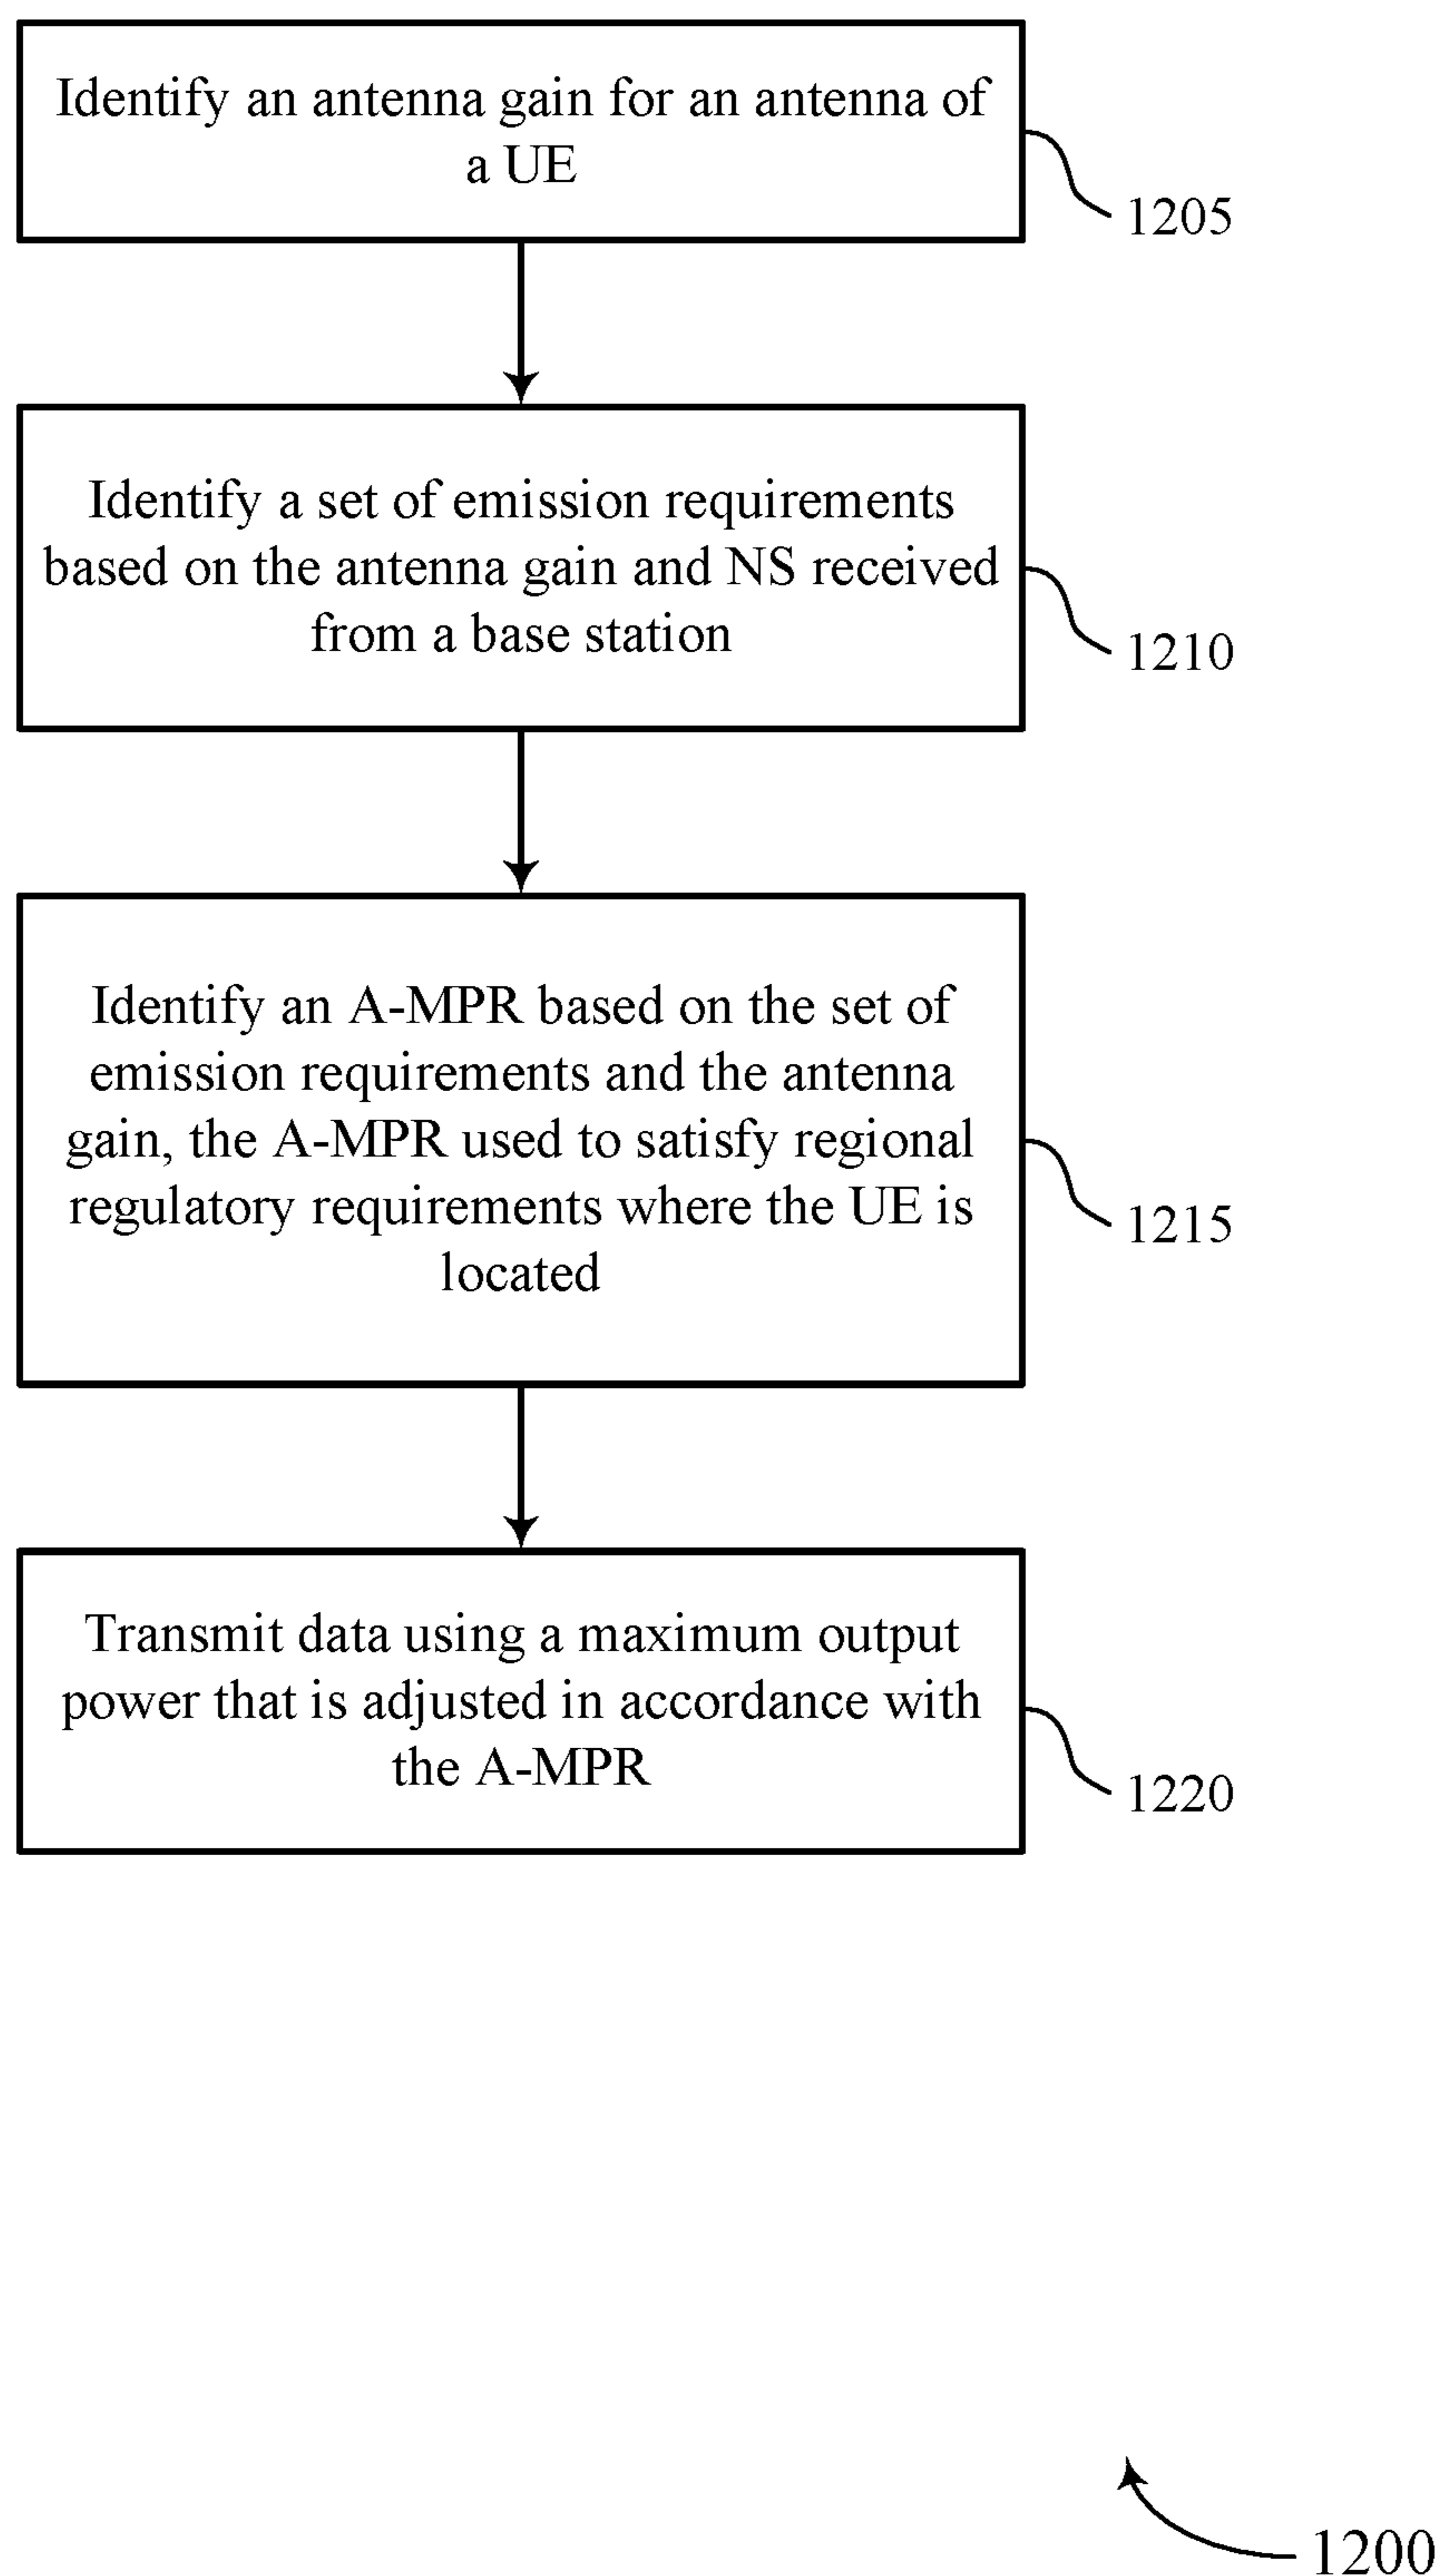 Identify an antenna gain for an antenna of
a UE
1205
Identify a set of emission requirements
based on the antenna gain and NS received
from a base station
1210
Identify an A-MPR based on the set of
emission requirements and the antenna
gain, the A-MPR used to satisfy regional
regulatory requirements where the UE is
located
1215
Transmit data using a maximum output
power that is adjusted in accordance with
the A-MPR
1220
1200